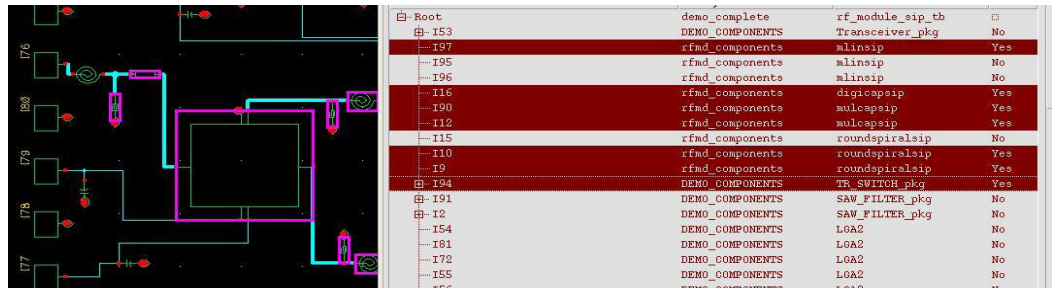 I76
I80
I79
I78
I77
Root demo_complete rf_module_sip_tb
I53 DEMO_COMPONENTS Transceiver_pkg No
I97 rfmd_components mlinsip Yes
I95 rfmd_components mlinsip No
I96 rfmd_components mlinsip No
I16 rfmd_components digicapsip Yes
I90 rfmd_components mulcapsip Yes
I12 rfmd_components mulcapsip Yes
I15 rfmd_components roundspiralsip No
I10 rfmd_components roundspiralsip Yes
I9 rfmd_components roundspiralsip Yes
I94 DEMO_COMPONENTS TR_SWITCH_pkg Yes
I91 DEMO_COMPONENTS SAW_FILTER_pkg No
I2 DEMO_COMPONENTS SAW_FILTER_pkg No
I54 DEMO_COMPONENTS LGA2 No
I81 DEMO_COMPONENTS LGA2 No
I72 DEMO_COMPONENTS LGA2 No
I55 DEMO_COMPONENTS LGA2 No